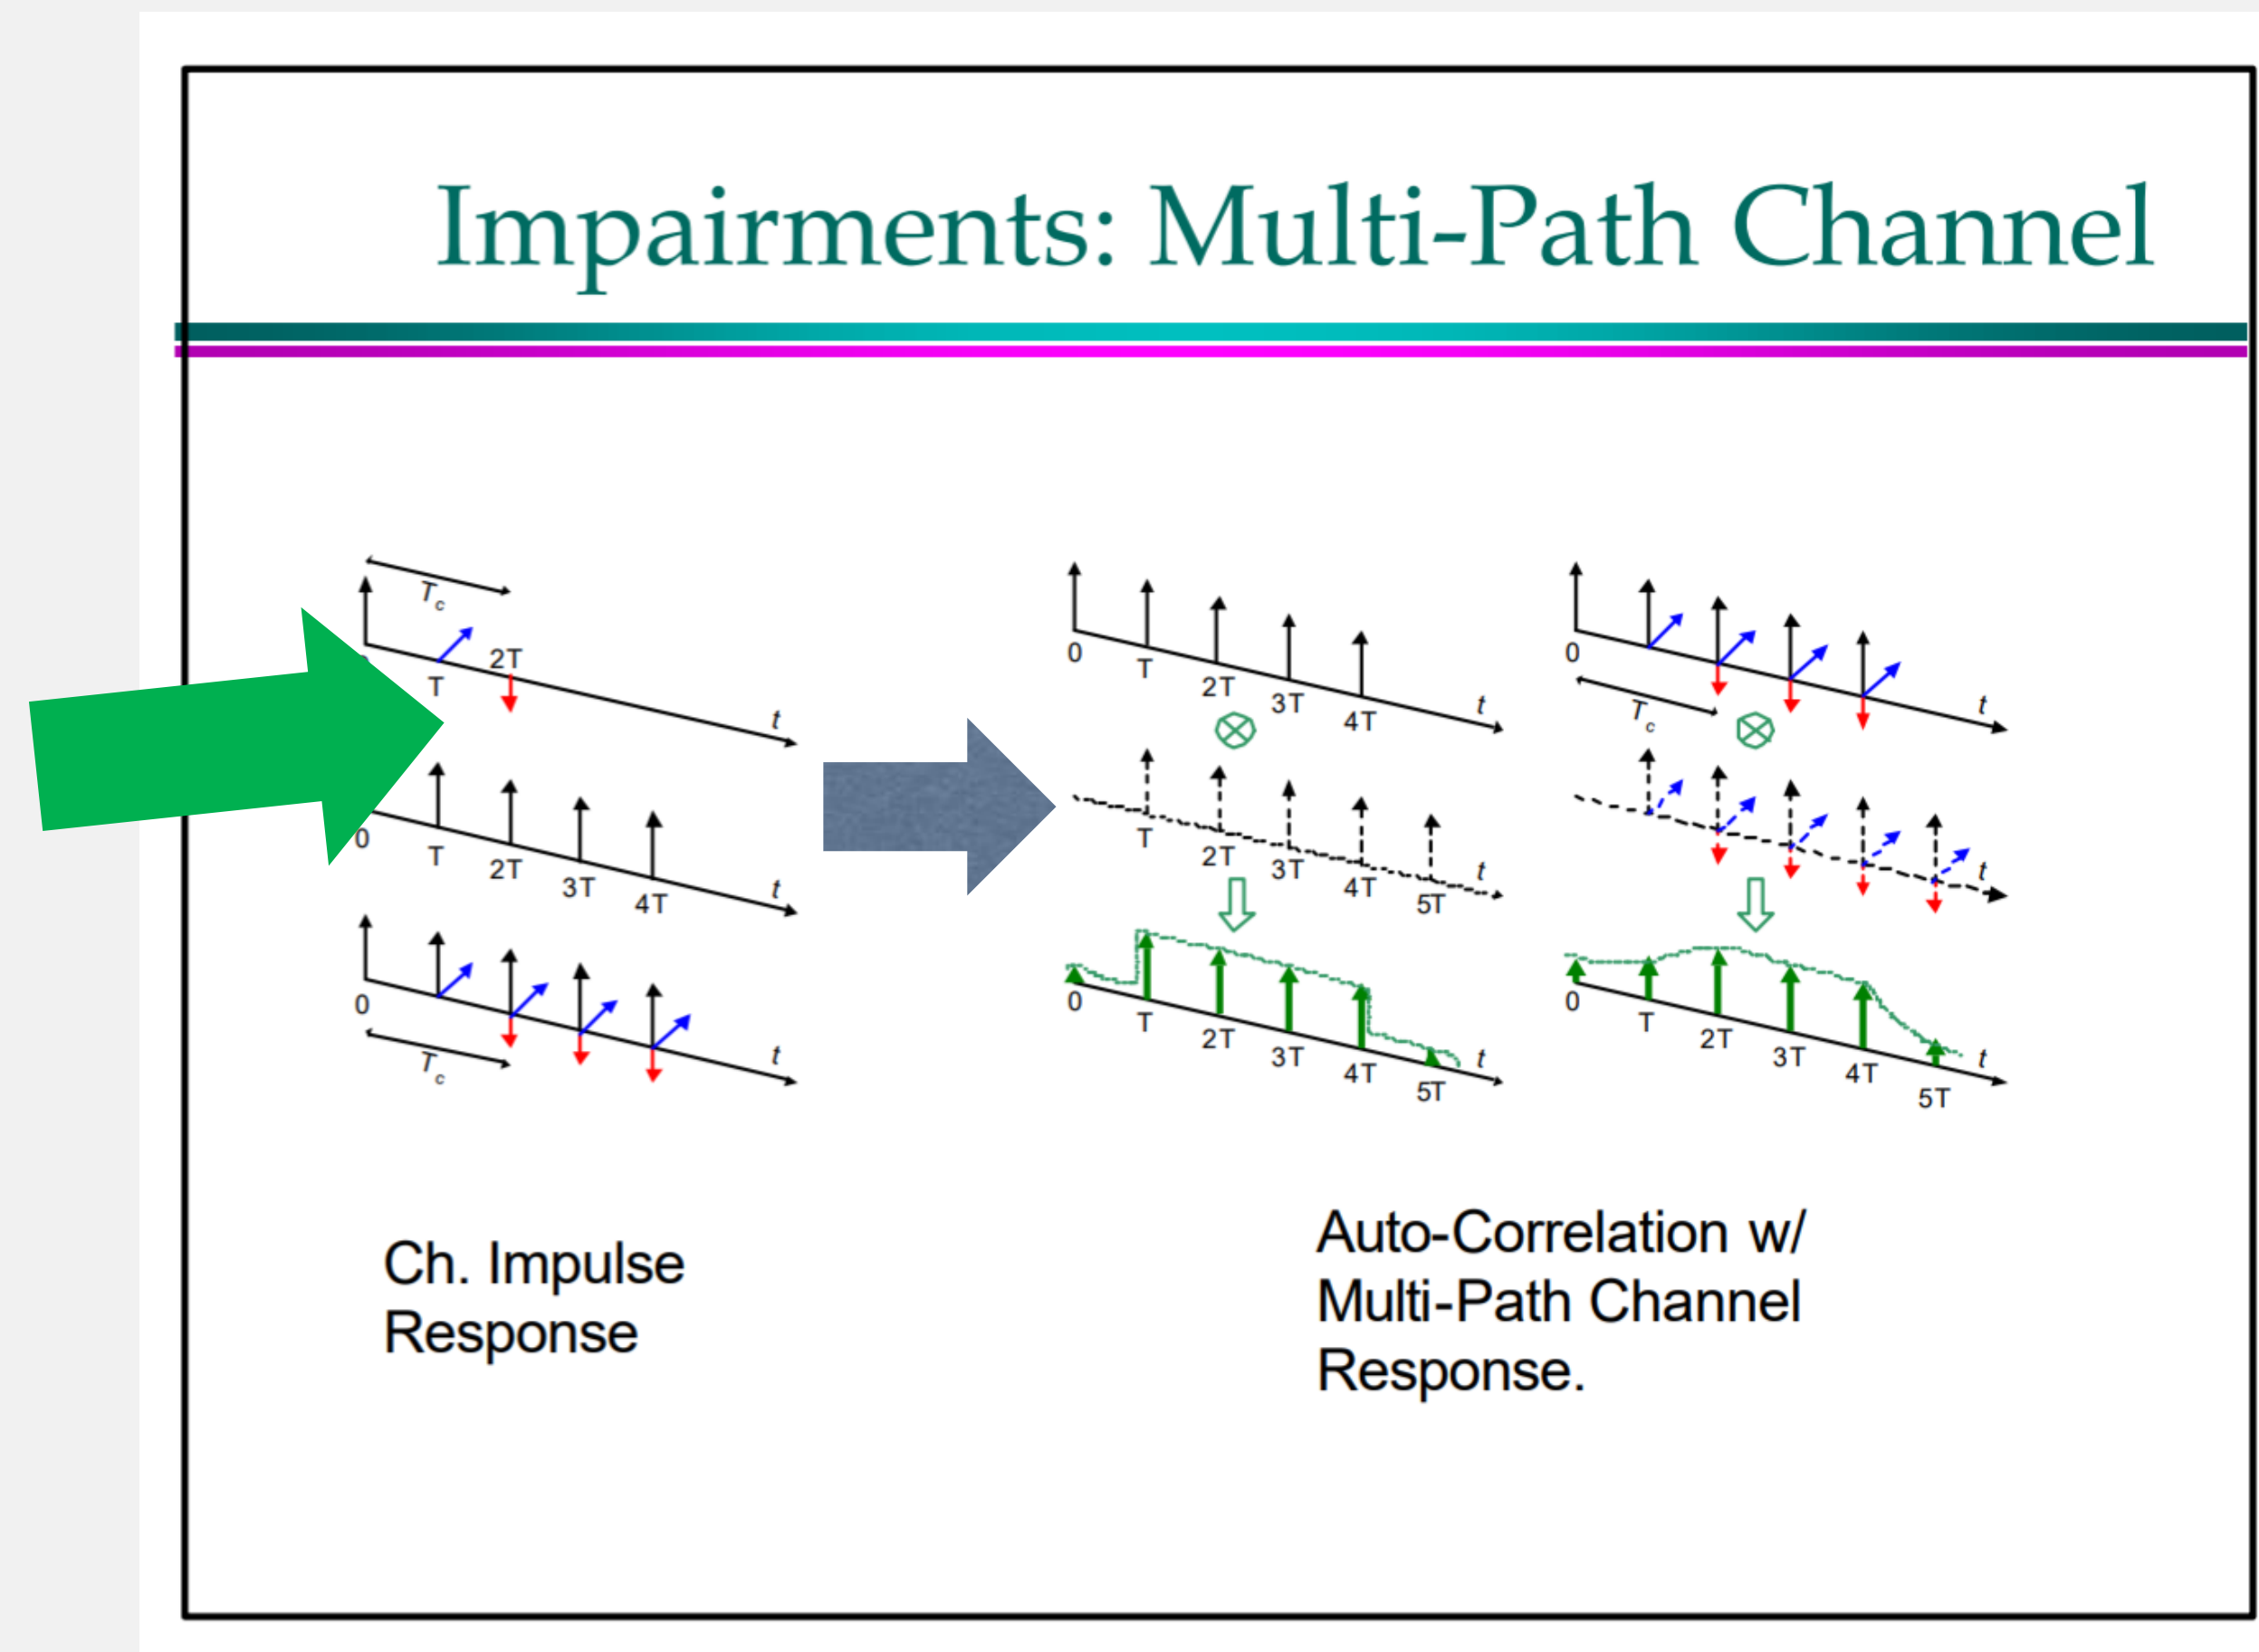 Impairments: Multi-Path Channel
Tc
2T
T
t
0
T
2T
3T
4T
t
0
Tc
t
0
T
2T
3T
4T
t
T
2T
3T
4T
5T
t
0
T
2T
3T
4T
5T
t
0
Tc
t
t
0
T
2T
3T
4T
5T
t
Ch. Impulse
Response
Auto-Correlation w/
Multi-Path Channel
Response.